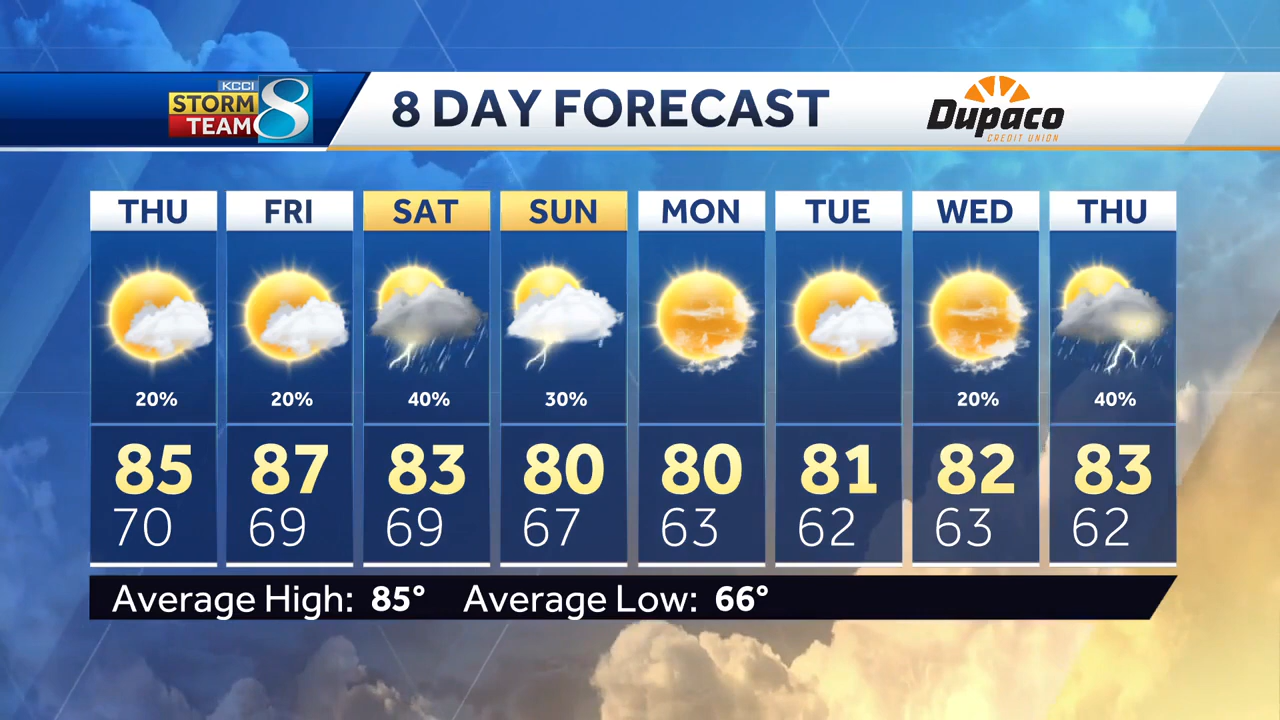 KCCI
STORM
TEAM 8
8 DAY FORECAST
Dupaco
CREDIT UNION
THU FRI SAT SUN MON TUE WED THU
20% 20% 40% 30% 20% 40%
85 87 83 80 80 81 82 83
70 69 69 67 63 62 63 62
Average High: 85° Average Low: 66°